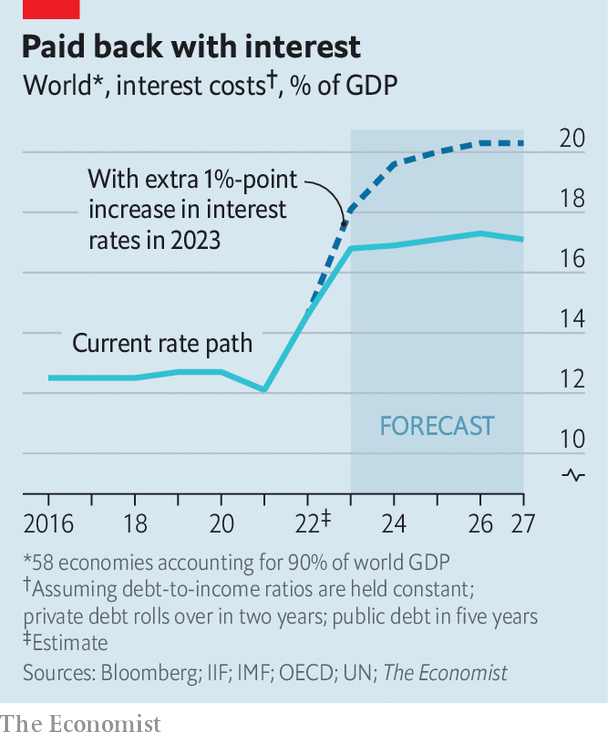 Paid back with interest
World*, interest costs†, % of GDP
20
With extra 1%-point
increase in interest
rates in 2023
18
16
14
Current rate path
12
FORECAST
10
2016 18 20 22‡ 24 26 27
*58 economies accounting for 90% of world GDP
†Assuming debt-to-income ratios are held constant;
private debt rolls over in two years; public debt in five years
‡Estimate
Sources: Bloomberg; IIF; IMF; OECD; UN; The Economist
The Economist